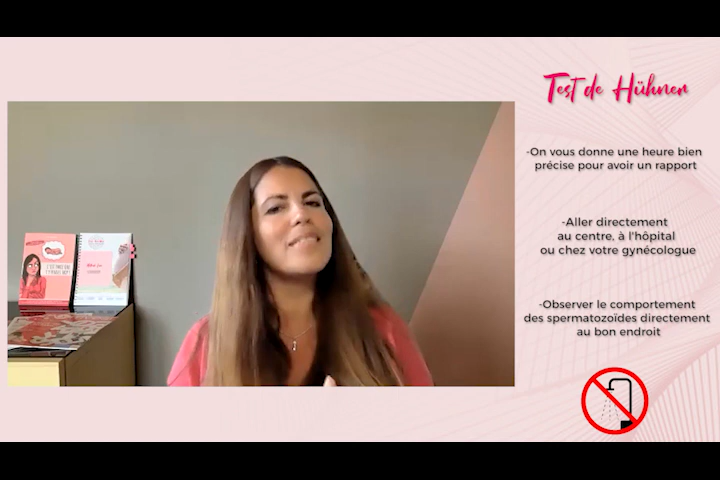 Test de Hühner
-On vous donne une heure bien
précise pour avoir un rapport
-Aller directement
au centre, à l'hôpital
ou chez votre gynécologue
-Observer le comportement
des spermatozoïdes directement
au bon endroit